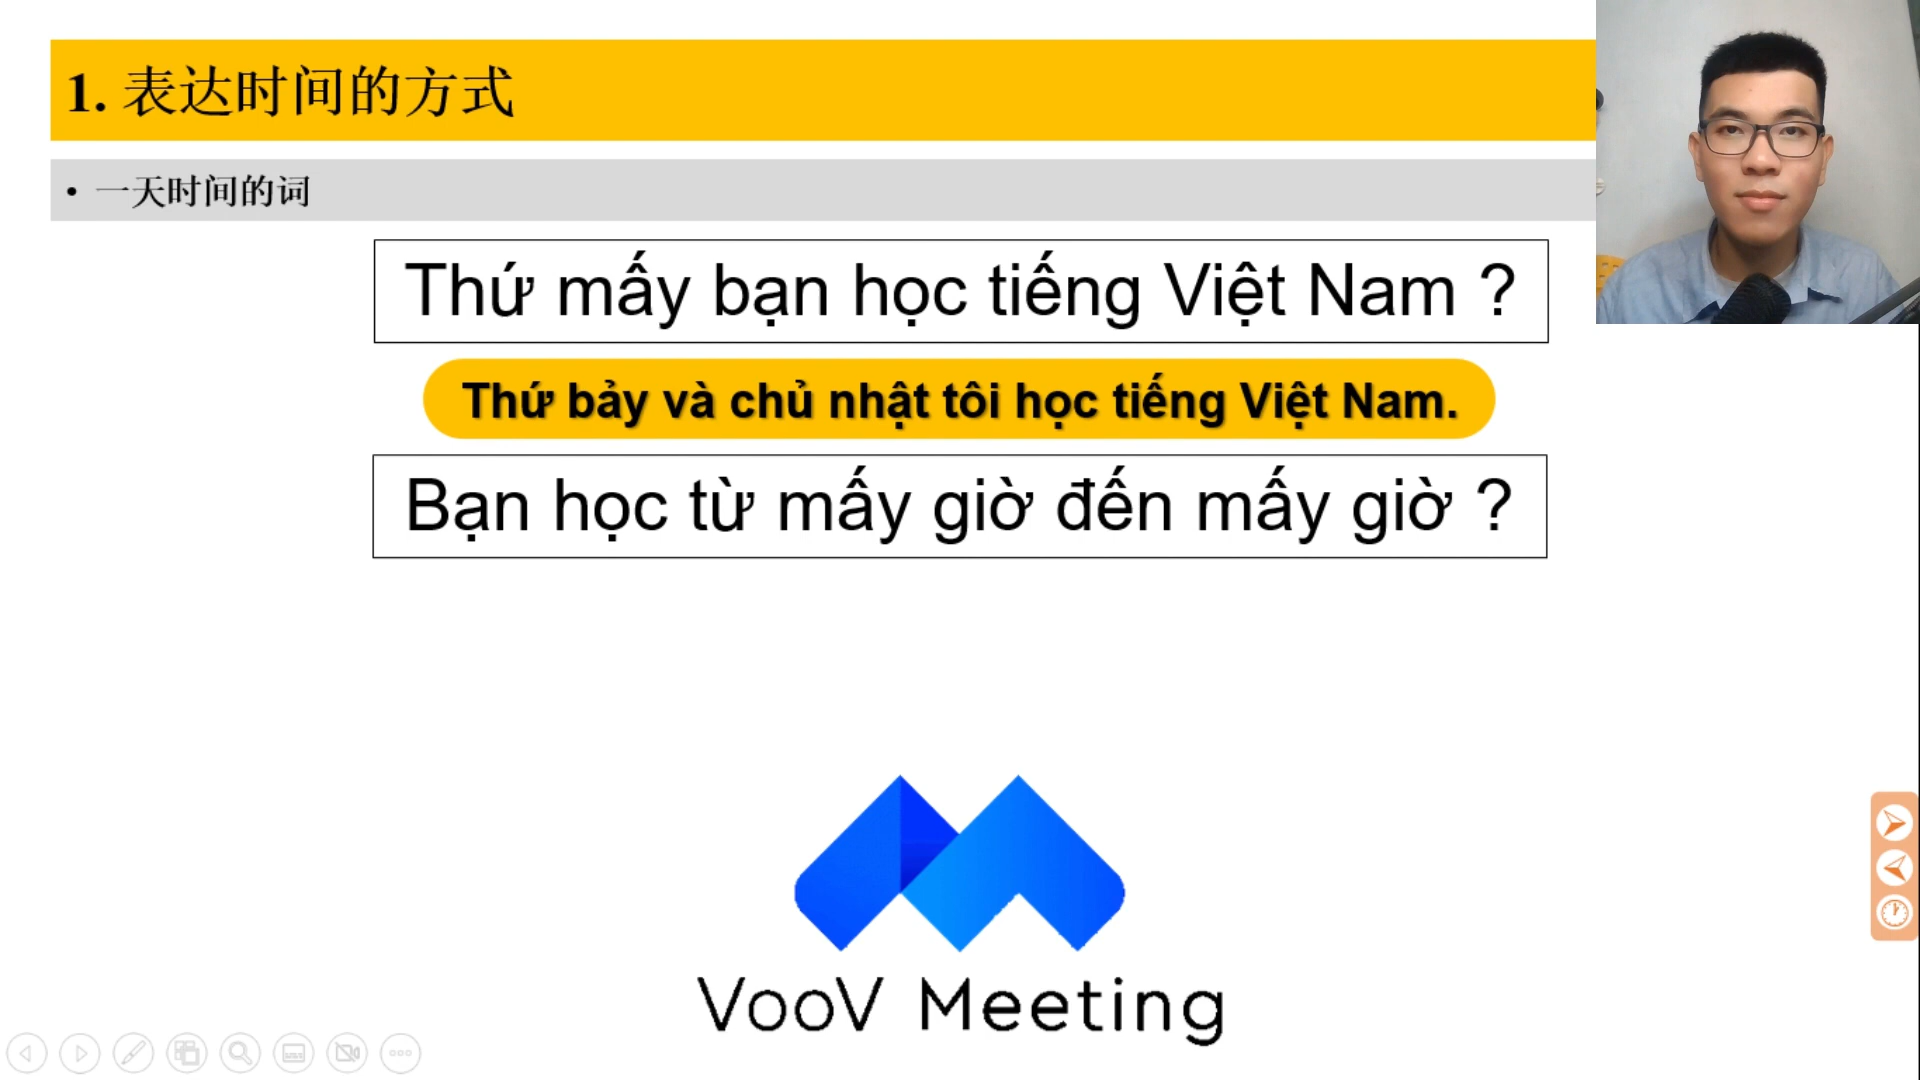 1. 表达时间的方式
• 一天时间的词
Thứ mấy bạn học tiếng Việt Nam ?
Thứ bảy và chủ nhật tôi học tiếng Việt Nam.
Bạn học từ mấy giờ đến mấy giờ ?
VooV Meeting